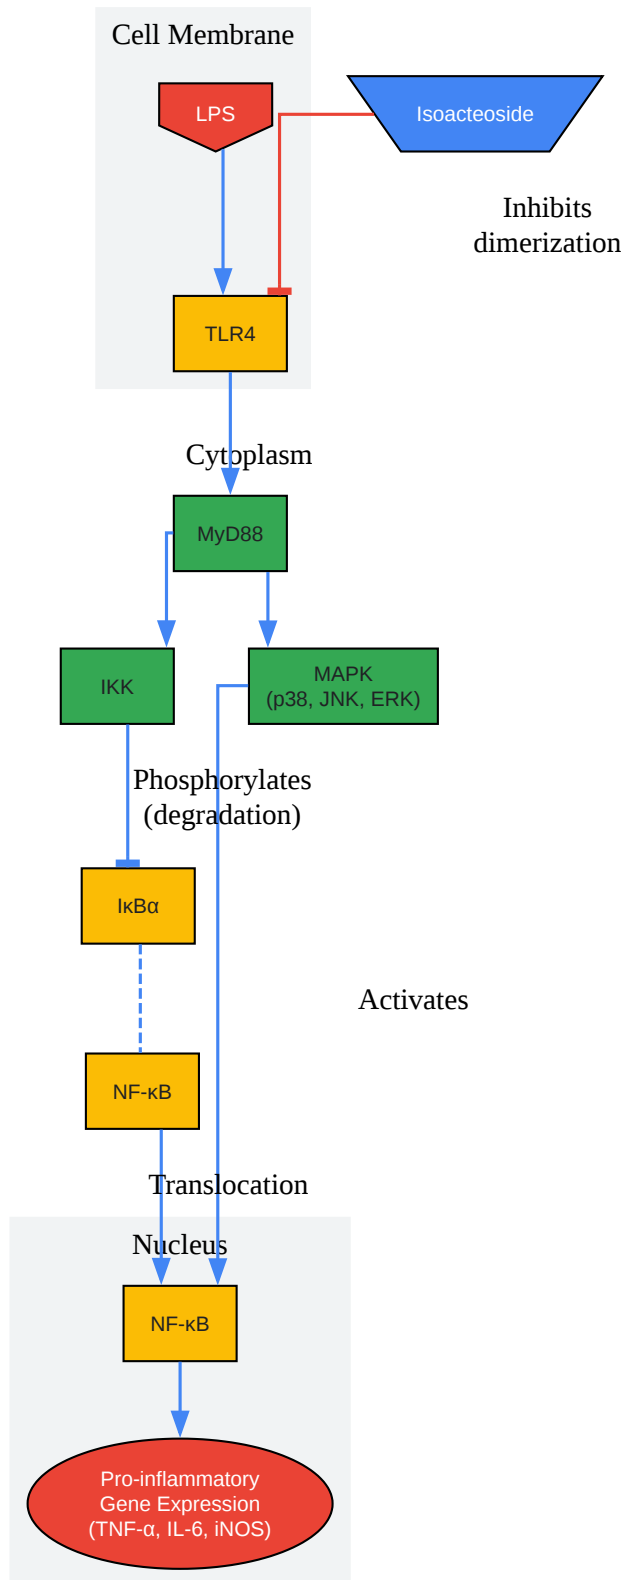 Cell Membrane
LPS
Isoacteoside
Inhibits
dimerization
TLR4
Cytoplasm
MyD88
IKK
MAPK
(p38, JNK, ERK)
Phosphorylates
(degradation)
IκBα
Activates
NF-κB
Translocation
Nucleus
NF-κB
Pro-inflammatory
Gene Expression
(TNF-α, IL-6, iNOS)